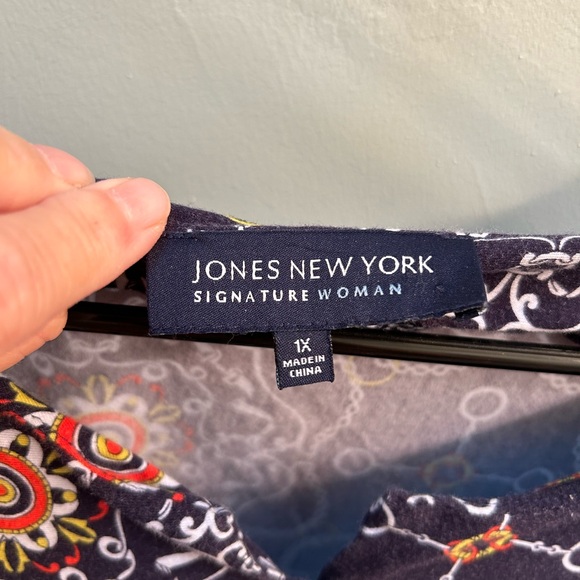 JONES NEW YORK
SIGNATURE WOMAN
1X
MADE IN
CHINA